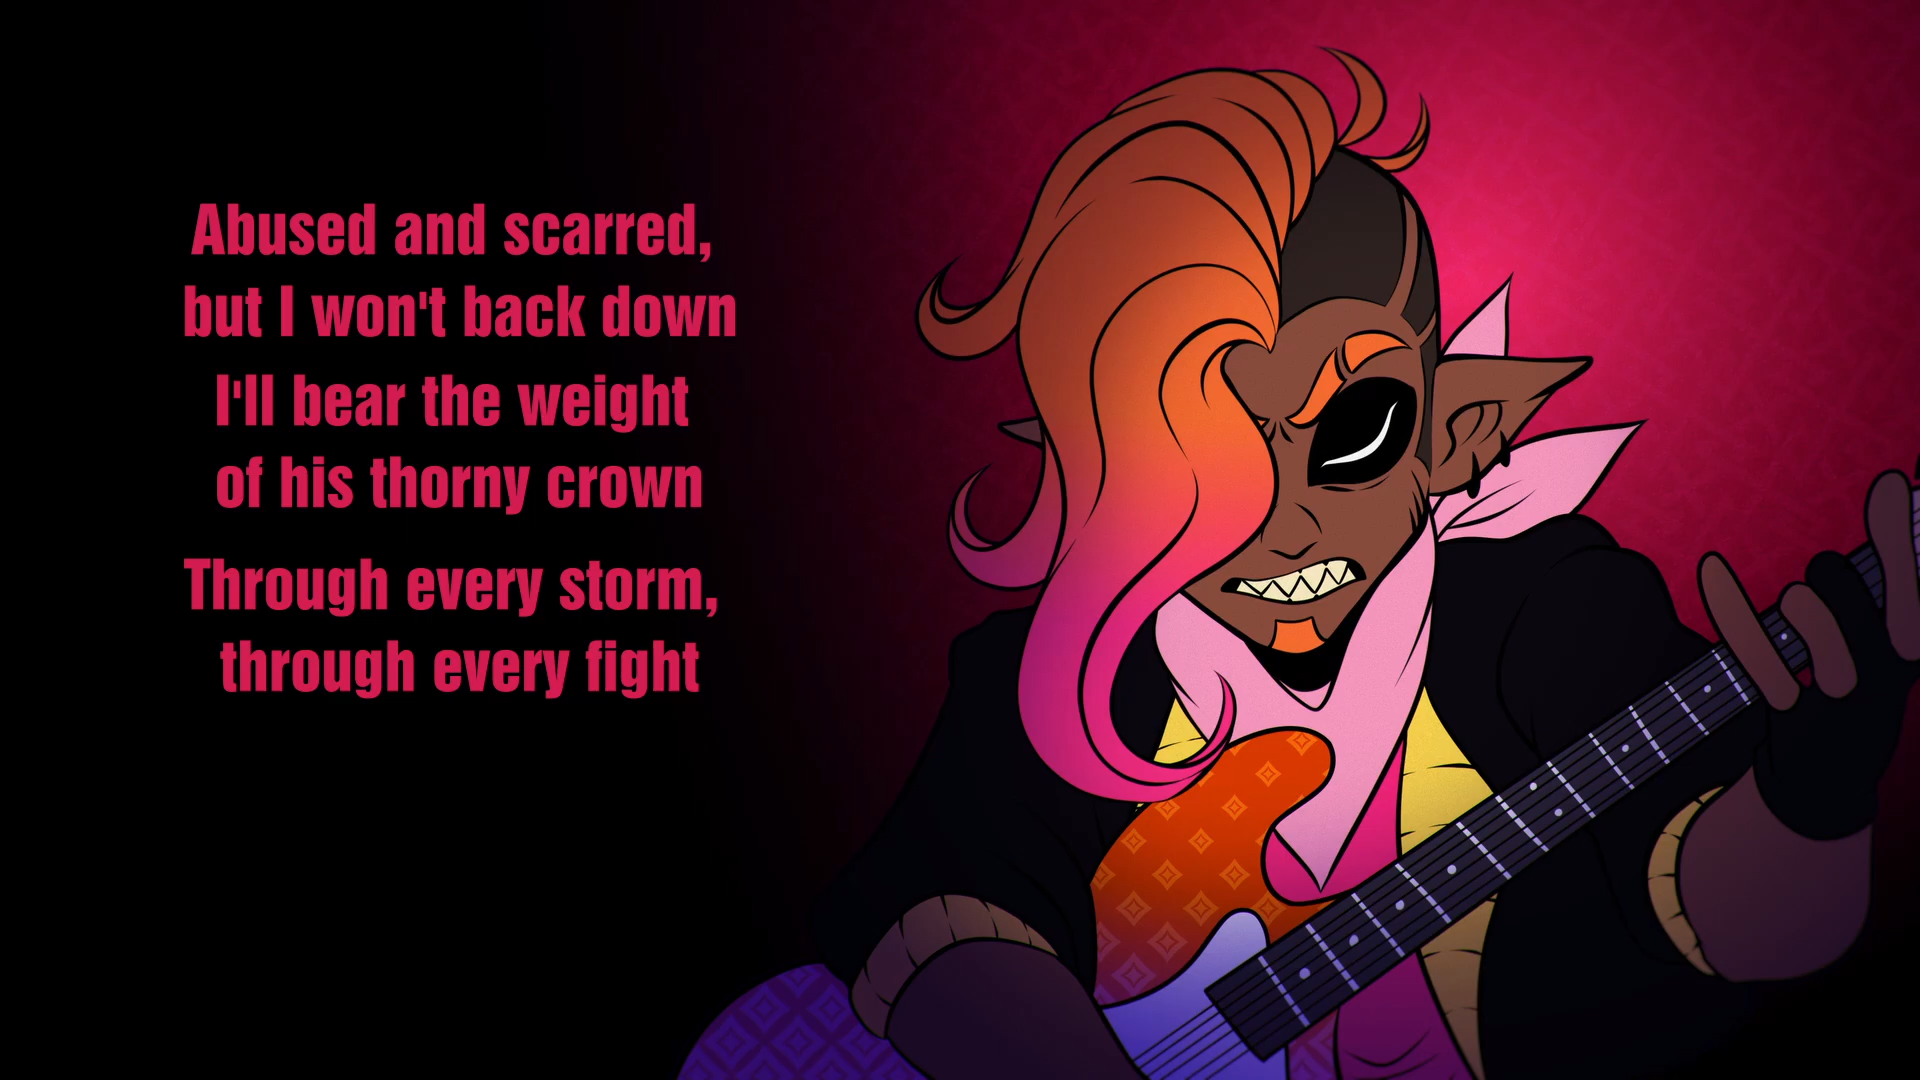 Abused and scarred,
but I won't back down
I'll bear the weight
of his thorny crown
Through every storm,
through every fight